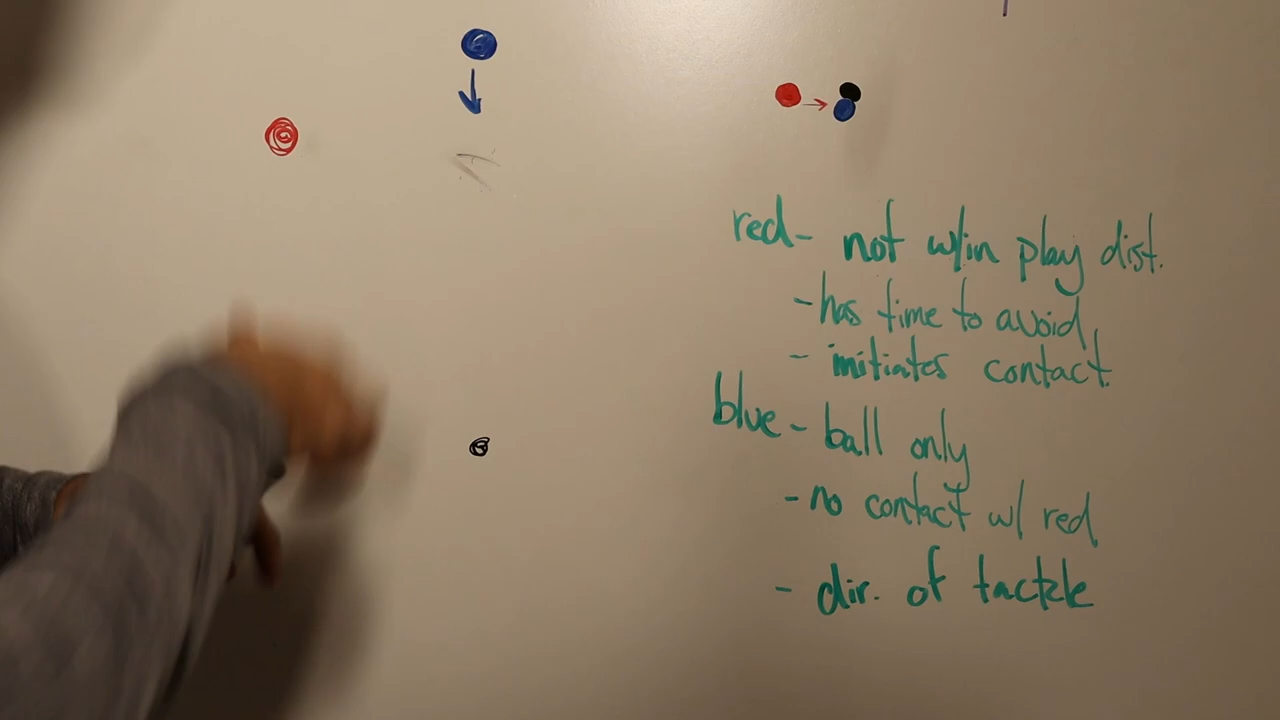 red- not w/in play dist.
- has time to avoid
- initiates contact
blue- ball only
- no contact w/ red
- dir. of tackle